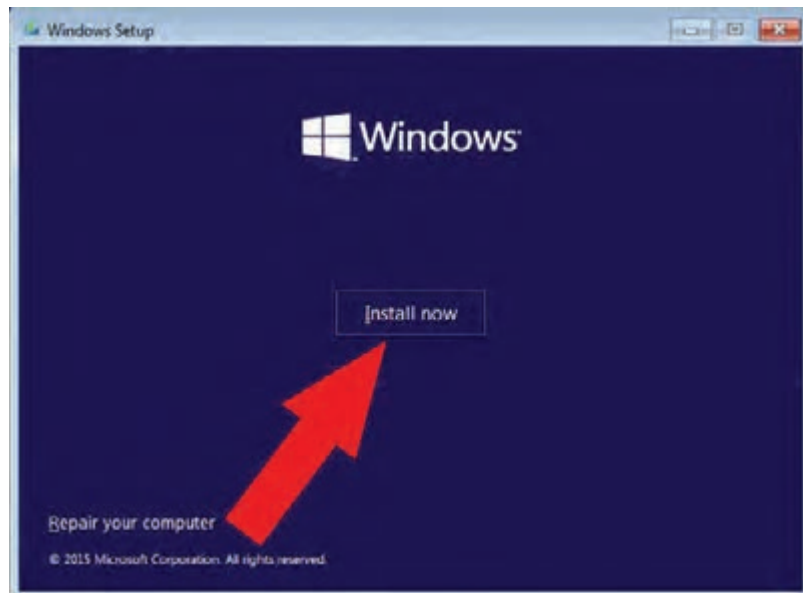 Windows Setup
Windows
Install now
Repair your computer
© 2015 Microsoft Corporation. All rights reserved.